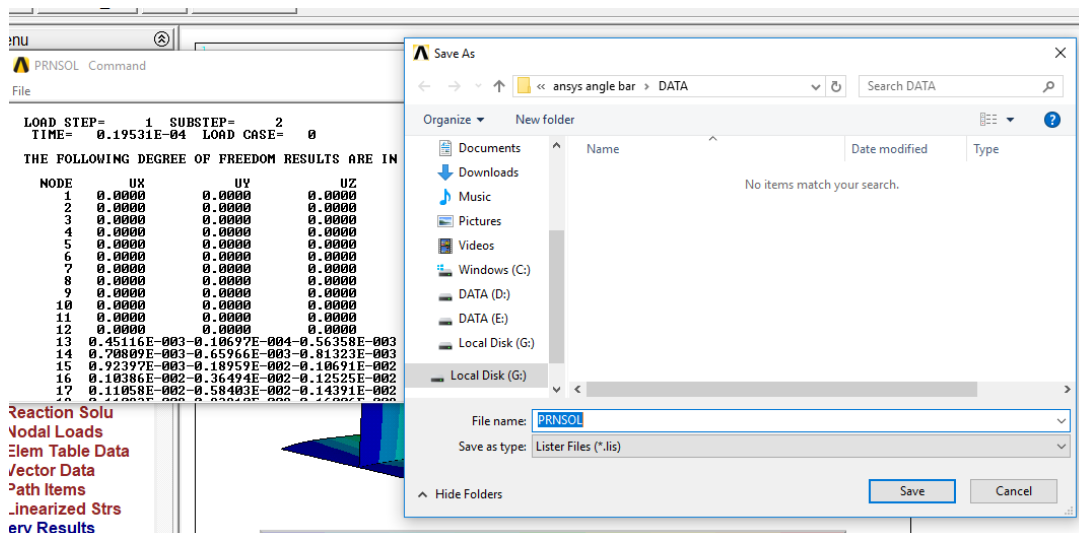 enu
PRNSOL Command
File
LOAD STEP= 1 SUBSTEP= 2
TIME= 0.19531E-04 LOAD CASE= 0
THE FOLLOWING DEGREE OF FREEDOM RESULTS ARE IN
NODE UX UY UZ
1 0.0000 0.0000 0.0000
2 0.0000 0.0000 0.0000
3 0.0000 0.0000 0.0000
4 0.0000 0.0000 0.0000
5 0.0000 0.0000 0.0000
6 0.0000 0.0000 0.0000
7 0.0000 0.0000 0.0000
8 0.0000 0.0000 0.0000
9 0.0000 0.0000 0.0000
10 0.0000 0.0000 0.0000
11 0.0000 0.0000 0.0000
12 0.0000 0.0000 0.0000
13 0.45116E-003-0.10697E-004-0.56358E-003
14 0.70809E-003-0.65966E-003-0.81323E-003
15 0.92397E-003-0.18959E-002-0.10691E-002
16 0.10386E-002-0.36494E-002-0.12525E-002
17 0.11058E-002-0.58403E-002-0.14391E-002
Reaction Solu
Nodal Loads
Elem Table Data
Vector Data
Path Items
Linearized Strs
ery Results
Save As
« ansys angle bar › DATA
Search DATA
Organize
New folder
Documents
Downloads
Music
Pictures
Videos
Windows (C:)
DATA (D:)
DATA (E:)
Local Disk (G:)
Local Disk (G:)
Name Date modified Type
No items match your search.
File name: PRNSOL
Save as type: Lister Files (*.lis)
Hide Folders
Save
Cancel